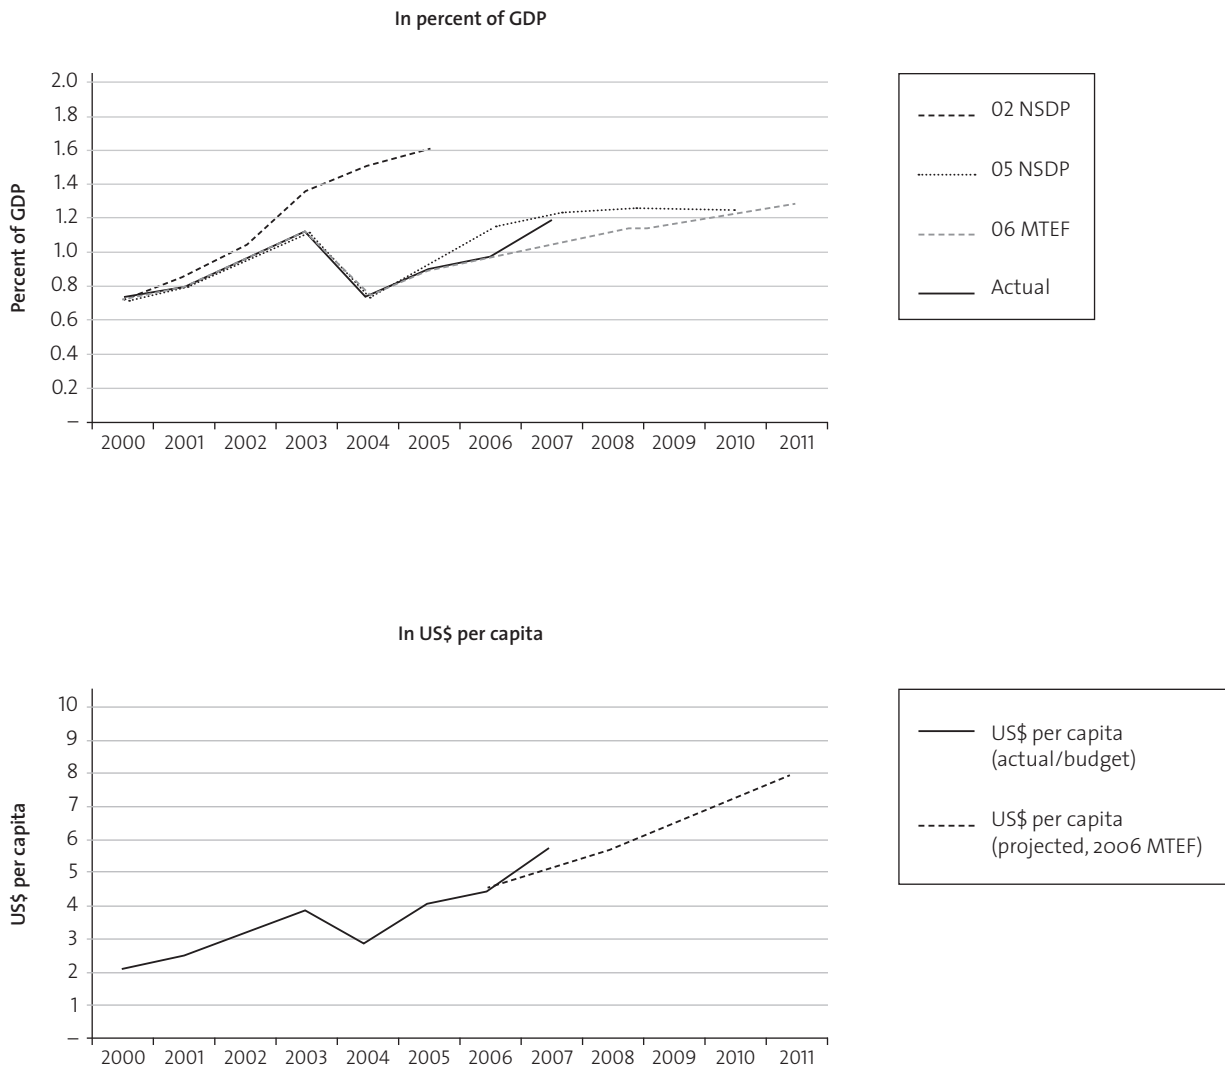 In percent of GDP
Percent of GDP
2.0
1.8
1.6
1.4
1.2
1.0
0.8
0.6
0.4
0.2
–
2000 2001 2002 2003 2004 2005 2006 2007 2008 2009 2010 2011
02 NSDP
05 NSDP
06 MTEF
Actual
In US$ per capita
US$ per capita
10
9
8
7
6
5
4
3
2
1
–
2000 2001 2002 2003 2004 2005 2006 2007 2008 2009 2010 2011
US$ per capita
(actual/budget)
US$ per capita
(projected, 2006 MTEF)